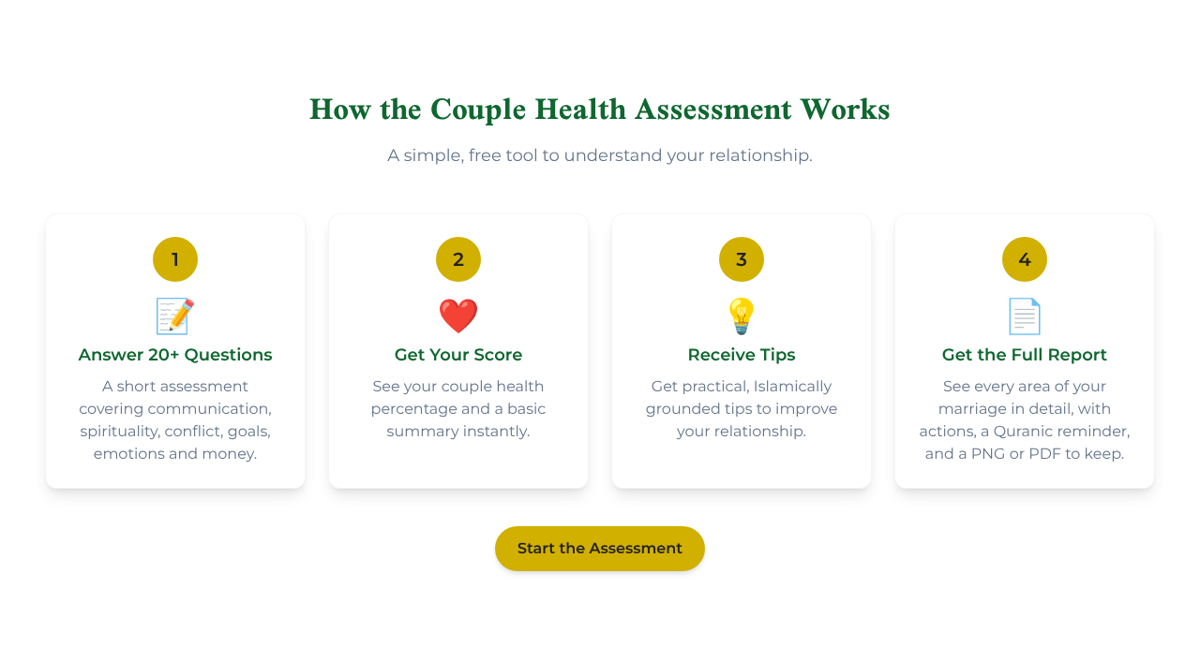 How the Couple Health Assessment Works
A simple, free tool to understand your relationship.
1
Answer 20+ Questions
A short assessment
covering communication,
spirituality, conflict, goals,
emotions and money.
2
Get Your Score
See your couple health
percentage and a basic
summary instantly.
3
Receive Tips
Get practical, Islamically
grounded tips to improve
your relationship.
4
Get the Full Report
See every area of your
marriage in detail, with
actions, a Quranic reminder,
and a PNG or PDF to keep.
Start the Assessment